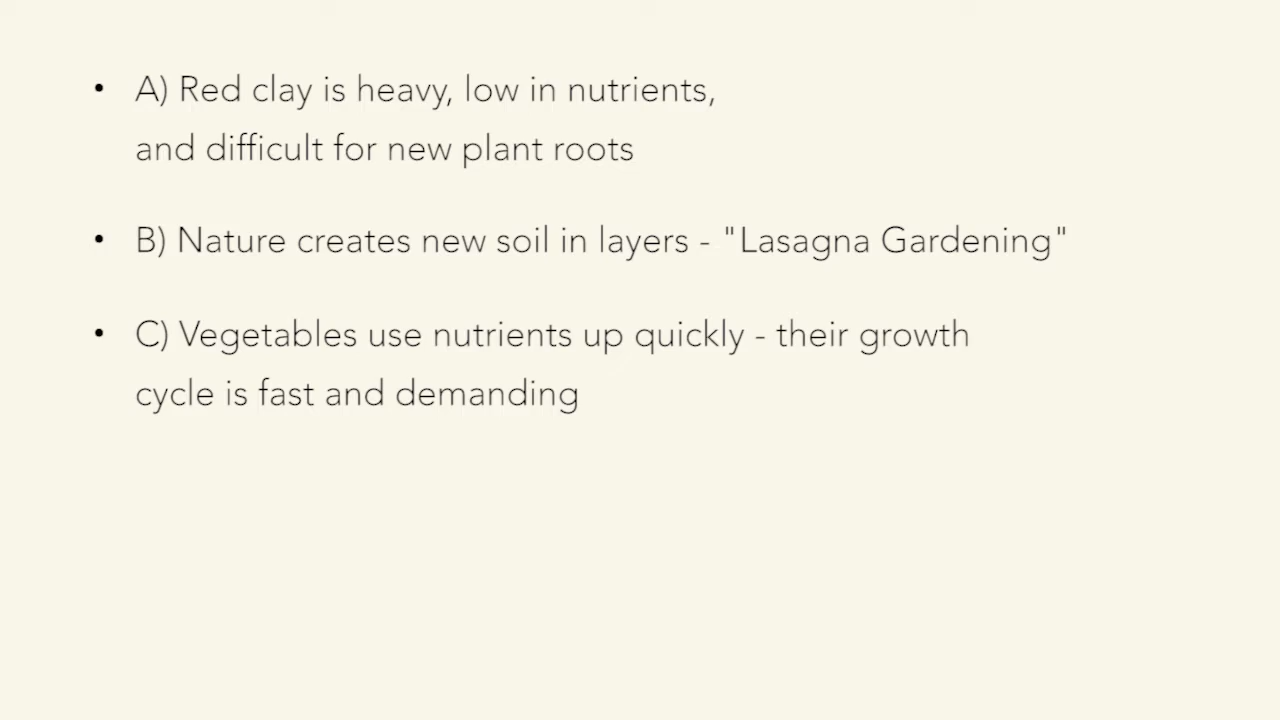 • A) Red clay is heavy, low in nutrients,
and difficult for new plant roots
• B) Nature creates new soil in layers - "Lasagna Gardening"
• C) Vegetables use nutrients up quickly - their growth
cycle is fast and demanding